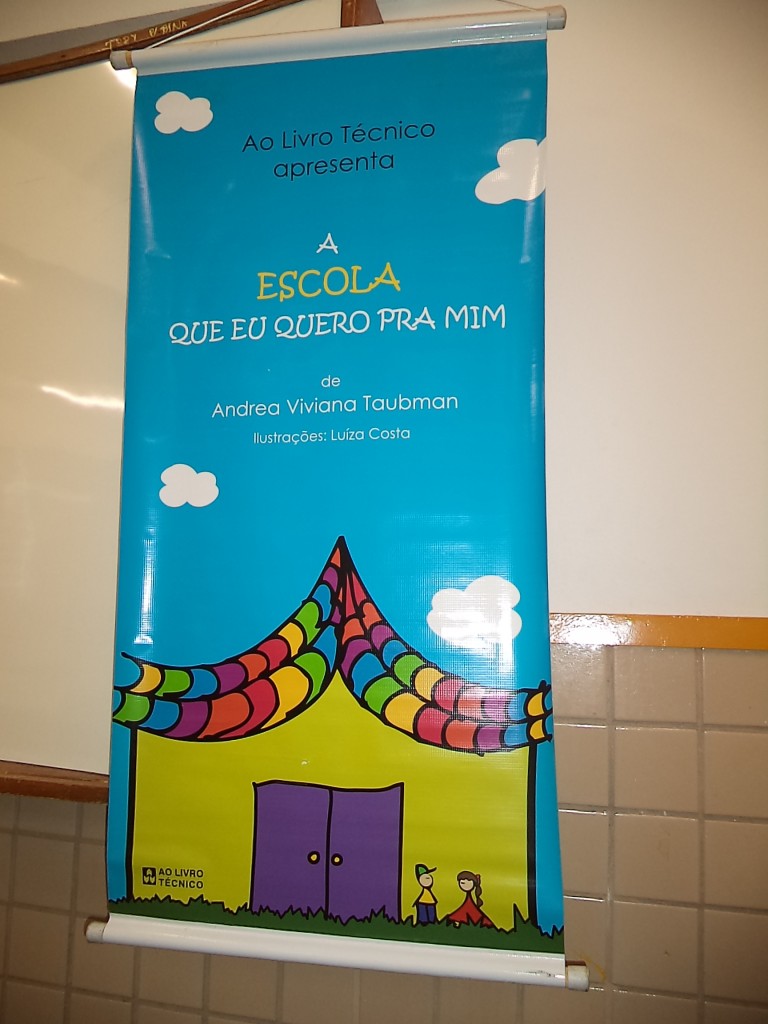 Ao Livro Técnico
apresenta
A
ESCOLA
QUE EU QUERO PRA MIM
de
Andrea Viviana Taubman
Ilustrações: Luíza Costa
AO LIVRO
TÉCNICO